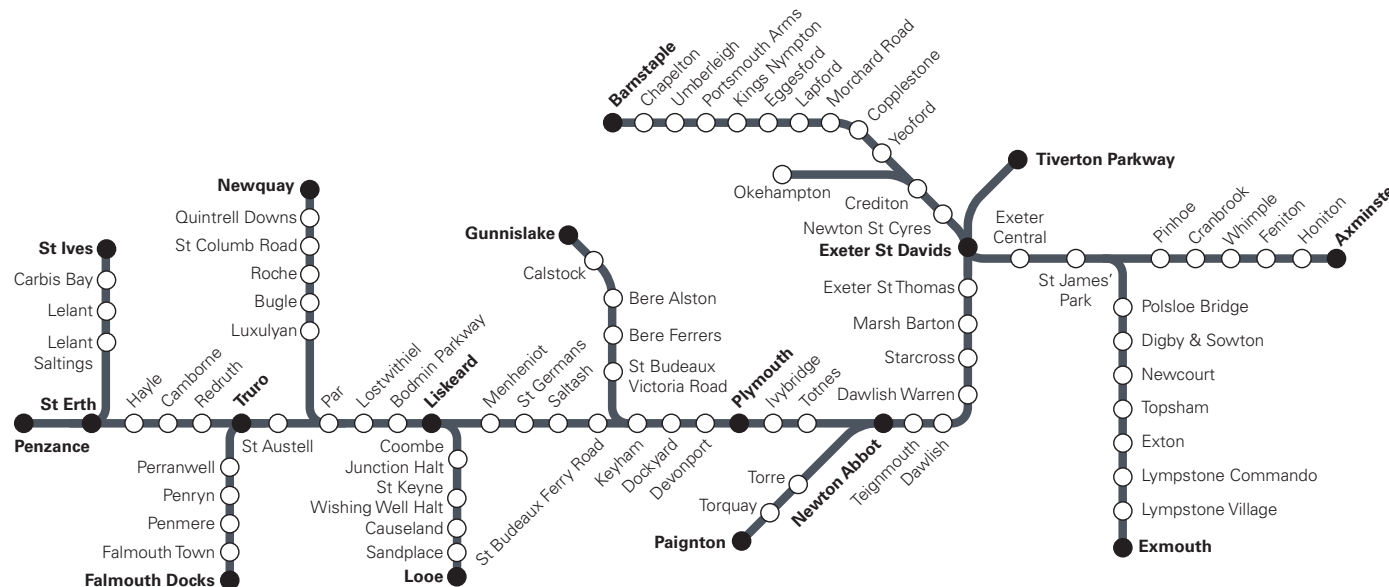 Barnstaple
Chapelton
Umberleigh
Portsmouth Arms
Kings Nympton
Eggesford
Lapford
Morchard Road
Copplestone
Yeoford
Okehampton
Crediton
Newton St Cyres
Tiverton Parkway
Exeter St Davids
Exeter
Central
St James'
Park
Pinhoe
Cranbrook
Whimple
Feniton
Honiton
Axminster
Polsloe Bridge
Digby & Sowton
Newcourt
Topsham
Exton
Lympstone Commando
Lympstone Village
Exmouth
Exeter St Thomas
Marsh Barton
Starcross
Dawlish Warren
Dawlish
Teignmouth
Newton Abbot
Torre
Torquay
Paignton
Totnes
Ivybridge
Plymouth
Devonport
Dockyard
Keyham
St Budeaux Ferry Road
Gunnislake
Calstock
Bere Alston
Bere Ferrers
St Budeaux
Victoria Road
Saltash
St Germans
Menheniot
Liskeard
Coombe
Junction Halt
St Keyne
Wishing Well Halt
Causeland
Sandplace
Looe
Bodmin Parkway
Lostwithiel
Par
Newquay
Quintrell Downs
St Columb Road
Roche
Bugle
Luxulyan
St Austell
Truro
Perranwell
Penryn
Penmere
Falmouth Town
Falmouth Docks
Redruth
Camborne
Hayle
St Ives
Carbis Bay
Lelant
Lelant
Saltings
St Erth
Penzance